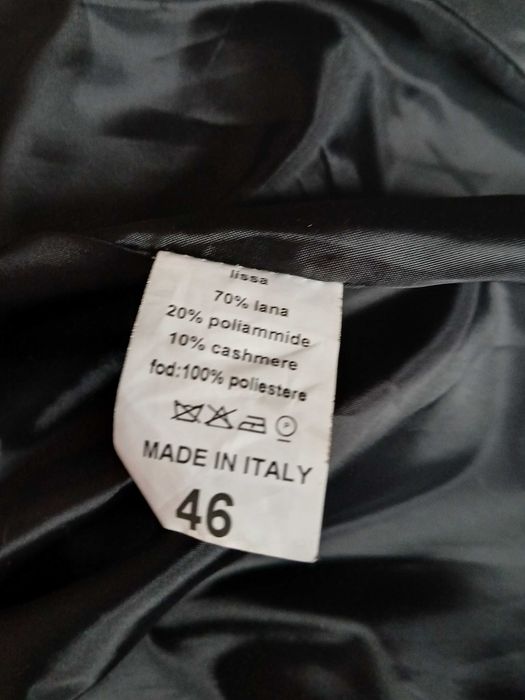 lissa
70% lana
20% poliammide
10% cashmere
fod:100% poliestere
P
MADE IN ITALY
46